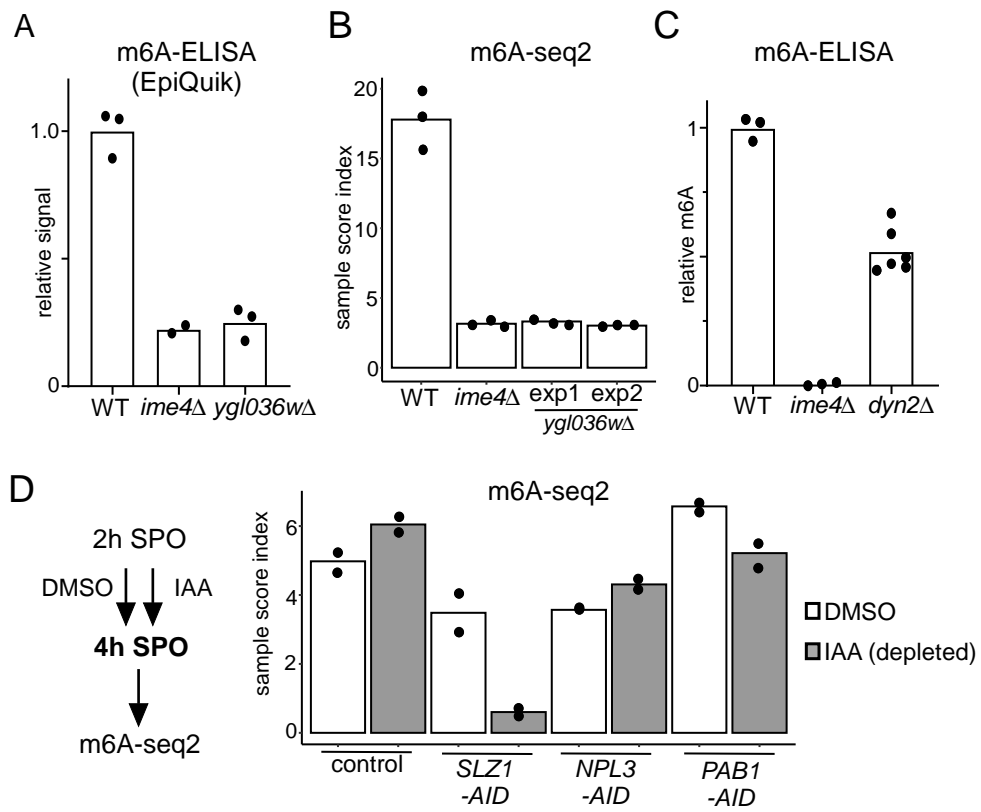 A
m6A-ELISA
(EpiQuik)
relative signal
1.0
0
WT
ime4Δ
ygl036wΔ
B
m6A-seq2
sample score index
20
15
10
5
0
WT
ime4Δ
exp1
exp2
ygl036wΔ
C
m6A-ELISA
relative m6A
1
0
WT
ime4Δ
dyn2Δ
D
2h SPO
DMSO
IAA
4h SPO
m6A-seq2
m6A-seq2
sample score index
6
4
2
0
control
SLZ1
-AID
NPL3
-AID
PAB1
-AID
DMSO
IAA (depleted)